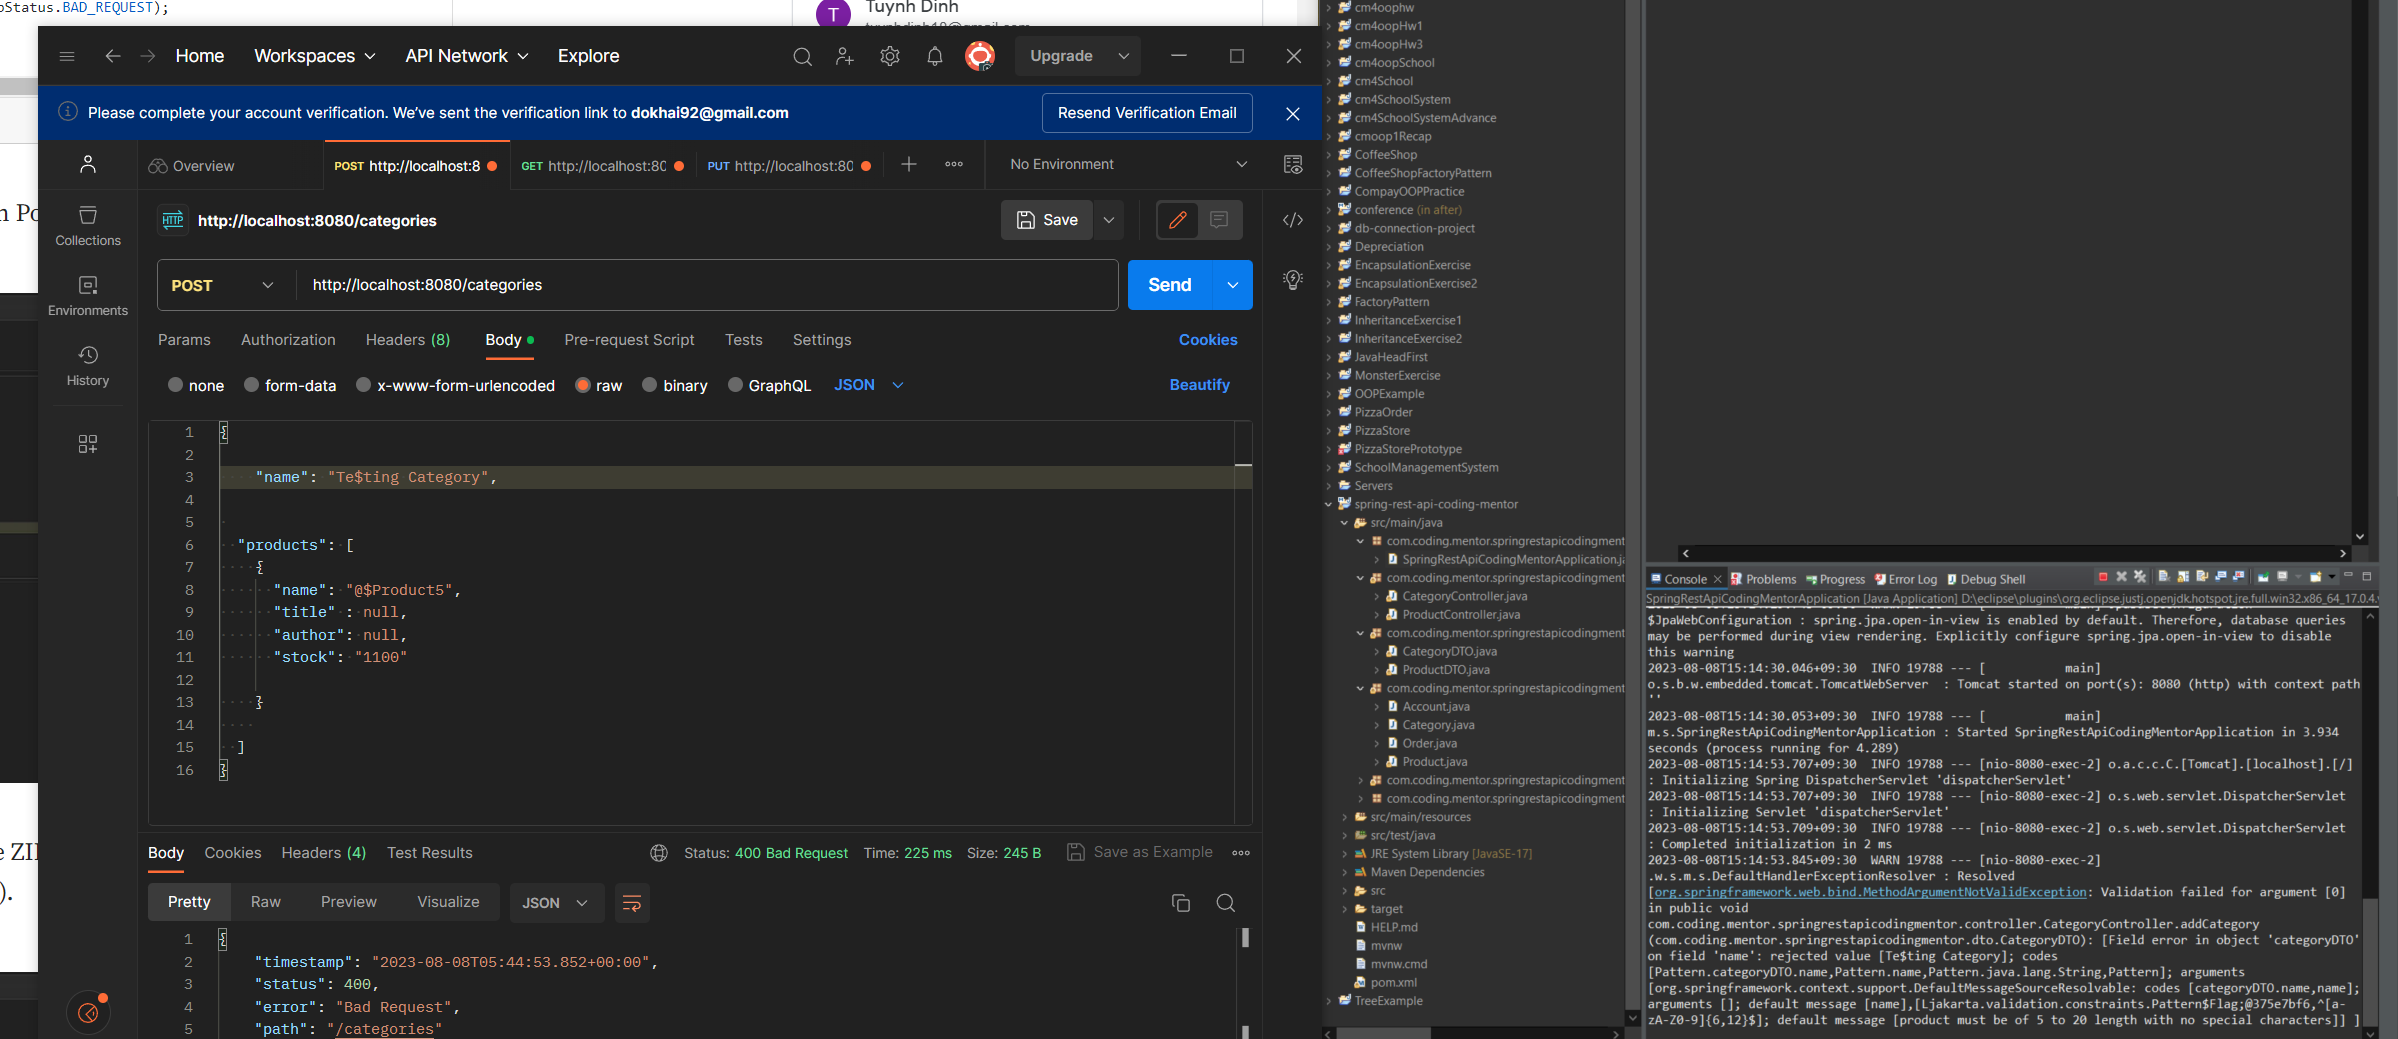 pStatus.BAD_REQUEST);
T
Tuynh Dinh
Home
Workspaces
API Network
Explore
Upgrade
Please complete your account verification. We've sent the verification link to dokhai92@gmail.com
Resend Verification Email
Overview
POST http://localhost:8
GET http://localhost:80
PUT http://localhost:80
No Environment
n Po
Collections
Environments
History
HTTP
http://localhost:8080/categories
Save
POST
http://localhost:8080/categories
Send
Params
Authorization
Headers (8)
Body
Pre-request Script
Tests
Settings
Cookies
none
form-data
x-www-form-urlencoded
raw
binary
GraphQL
JSON
Beautify
1 {
2
3 "name": "Te$ting Category",
4
5
6 "products": [
7 {
8 "name": "@$Product5",
9 "title" : null,
10 "author": null,
11 "stock": "1100"
12
13 }
14
15 ]
16 }
e ZI
).
Body
Cookies
Headers (4)
Test Results
Status: 400 Bad Request
Time: 225 ms
Size: 245 B
Save as Example
Pretty
Raw
Preview
Visualize
JSON
1 {
2 "timestamp": "2023-08-08T05:44:53.852+00:00",
3 "status": 400,
4 "error": "Bad Request",
5 "path": "/categories"
cm4oophw
cm4oopHw1
cm4oopHw3
cm4oopSchool
cm4School
cm4SchoolSystem
cm4SchoolSystemAdvance
cmoop1Recap
CoffeeShop
CoffeeShopFactoryPattern
CompayOOPPractice
conference (in after)
db-connection-project
Depreciation
EncapsulationExercise
EncapsulationExercise2
FactoryPattern
InheritanceExercise1
InheritanceExercise2
JavaHeadFirst
MonsterExercise
OOPExample
PizzaOrder
PizzaStore
PizzaStorePrototype
SchoolManagementSystem
Servers
spring-rest-api-coding-mentor
src/main/java
com.coding.mentor.springrestapicodingment
SpringRestApiCodingMentorApplication.ja
com.coding.mentor.springrestapicodingment
CategoryController.java
ProductController.java
com.coding.mentor.springrestapicodingment
CategoryDTO.java
ProductDTO.java
com.coding.mentor.springrestapicodingment
Account.java
Category.java
Order.java
Product.java
com.coding.mentor.springrestapicodingment
com.coding.mentor.springrestapicodingment
src/main/resources
src/test/java
JRE System Library [JavaSE-17]
Maven Dependencies
src
target
HELP.md
mvnw
mvnw.cmd
pom.xml
TreeExample
Console
Problems
Progress
Error Log
Debug Shell
SpringRestApiCodingMentorApplication [Java Application] D:\eclipse\plugins\org.eclipse.justj.openjdk.hotspot.jre.full.win32.x86_64_17.0.4.
$JpaWebConfiguration : spring.jpa.open-in-view is enabled by default. Therefore, database queries
may be performed during view rendering. Explicitly configure spring.jpa.open-in-view to disable
this warning
2023-08-08T15:14:30.046+09:30 INFO 19788 --- [ main]
o.s.b.w.embedded.tomcat.TomcatWebServer : Tomcat started on port(s): 8080 (http) with context path
''
2023-08-08T15:14:30.053+09:30 INFO 19788 --- [ main]
m.s.SpringRestApiCodingMentorApplication : Started SpringRestApiCodingMentorApplication in 3.934
seconds (process running for 4.289)
2023-08-08T15:14:53.707+09:30 INFO 19788 --- [nio-8080-exec-2] o.a.c.c.C.[Tomcat].[localhost].[/]
: Initializing Spring DispatcherServlet 'dispatcherServlet'
2023-08-08T15:14:53.707+09:30 INFO 19788 --- [nio-8080-exec-2] o.s.web.servlet.DispatcherServlet
: Initializing Servlet 'dispatcherServlet'
2023-08-08T15:14:53.709+09:30 INFO 19788 --- [nio-8080-exec-2] o.s.web.servlet.DispatcherServlet
: Completed initialization in 2 ms
2023-08-08T15:14:53.845+09:30 WARN 19788 --- [nio-8080-exec-2]
.w.s.m.s.DefaultHandlerExceptionResolver : Resolved
[org.springframework.web.bind.MethodArgumentNotValidException: Validation failed for argument [0]
in public void
com.coding.mentor.springrestapicodingmentor.controller.CategoryController.addCategory
(com.coding.mentor.springrestapicodingmentor.dto.CategoryDTO): [Field error in object 'categoryDTO'
on field 'name': rejected value [Te$ting Category]; codes
[Pattern.categoryDTO.name,Pattern.name,Pattern.java.lang.String,Pattern]; arguments
[org.springframework.context.support.DefaultMessageSourceResolvable: codes [categoryDTO.name,name];
arguments []; default message [name],[Ljakarta.validation.constraints.Pattern$Flag;@375e7bf6,^[a-
zA-Z0-9]{6,12}$]; default message [product must be of 5 to 20 length with no special characters]] ]